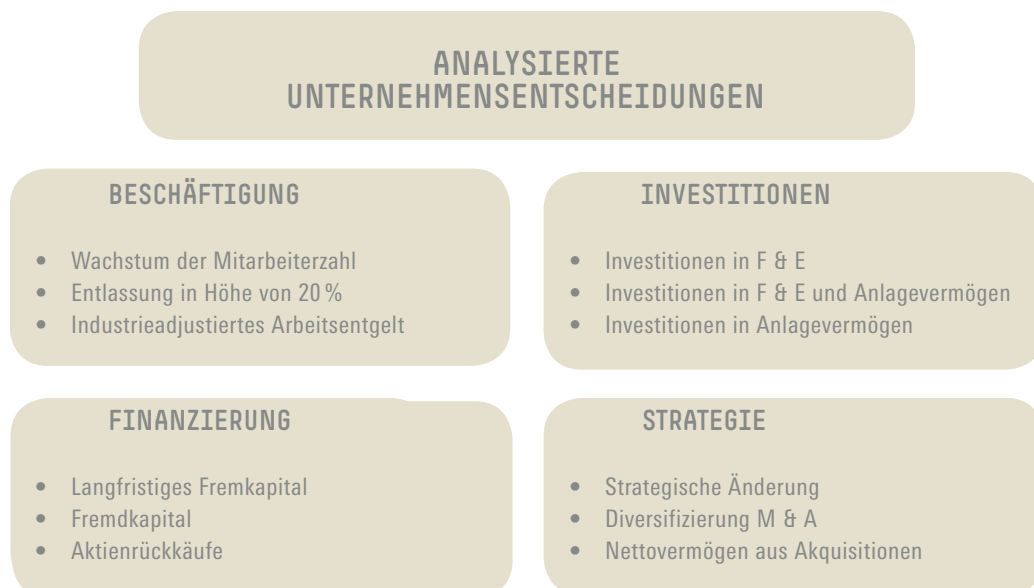 ANALYSIERTE
UNTERNEHMENSENTSCHEIDUNGEN
BESCHÄFTIGUNG
• Wachstum der Mitarbeiterzahl
• Entlassung in Höhe von 20 %
• Industrieadjustiertes Arbeitsentgelt
INVESTITIONEN
• Investitionen in F & E
• Investitionen in F & E und Anlagevermögen
• Investitionen in Anlagevermögen
FINANZIERUNG
• Langfristiges Fremkapital
• Fremdkapital
• Aktienrückkäufe
STRATEGIE
• Strategische Änderung
• Diversifizierung M & A
• Nettovermögen aus Akquisitionen